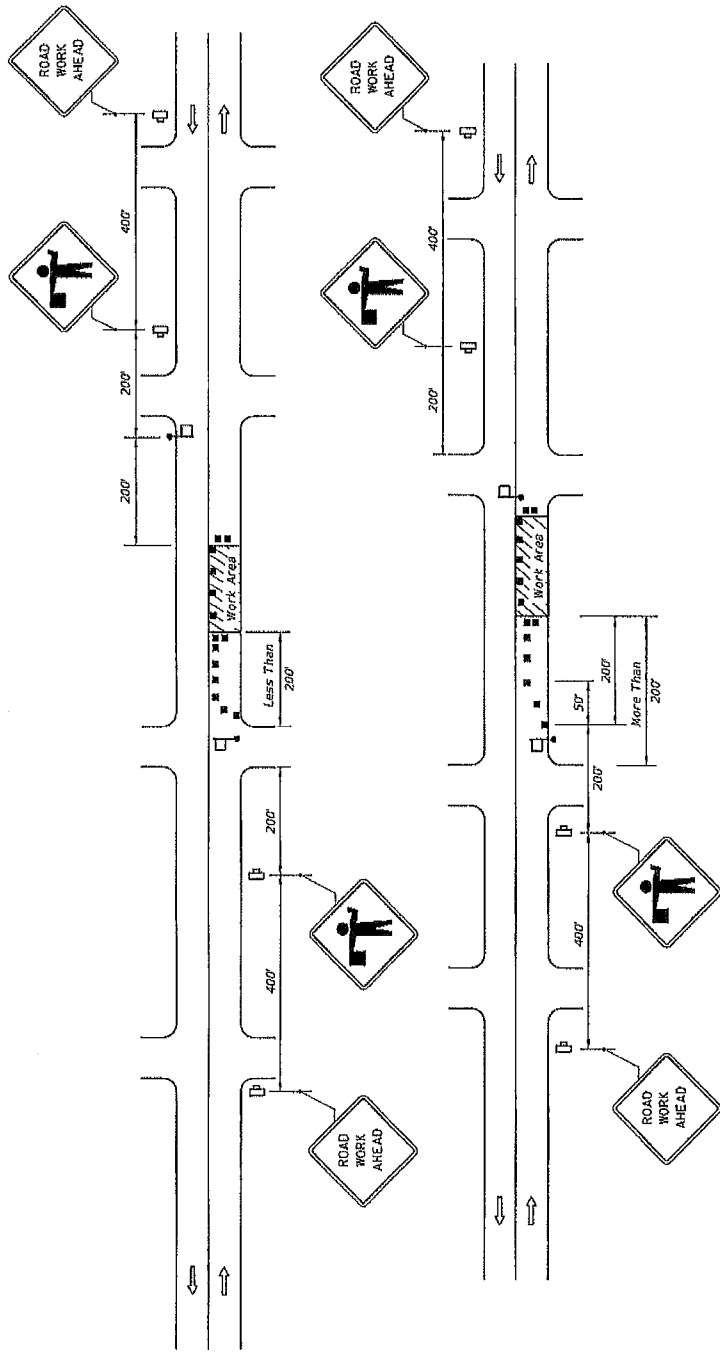 ROAD
WORK
AHEAD
400'
200'
200'
Work Area
Less Than
200'
200'
400'
ROAD
WORK
AHEAD
ROAD
WORK
AHEAD
400'
200'
Work Area
200'
50'
More Than
200'
200'
400'
ROAD
WORK
AHEAD